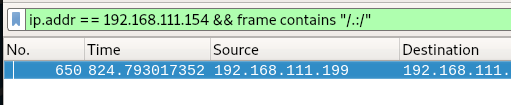 ip.addr == 192.168.111.154 && frame contains "/.:/"
No. Time Source Destination
650 824.793017352 192.168.111.199 192.168.111.